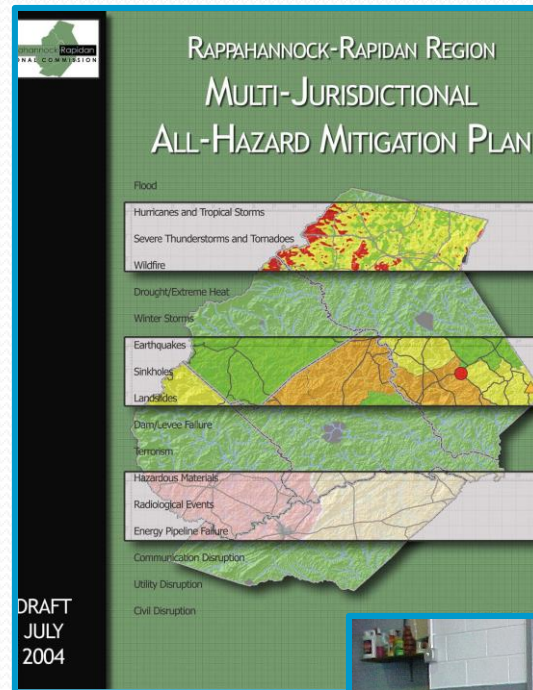 Rapidan
COMMISSION
RAPPAHANNOCK-RAPIDAN REGION
MULTI-JURISDICTIONAL
ALL-HAZARD MITIGATION PLAN
Flood
Hurricanes and Tropical Storms
Severe Thunderstorms and Tornadoes
Wildfire
Drought/Extreme Heat
Winter Storms
Earthquakes
Sinkholes
Landslides
Dam/Levee Failure
Terrorism
Hazardous Materials
Radiological Events
Energy Pipeline Failure
Communication Disruption
Utility Disruption
Civil Disruption
DRAFT
JULY
2004